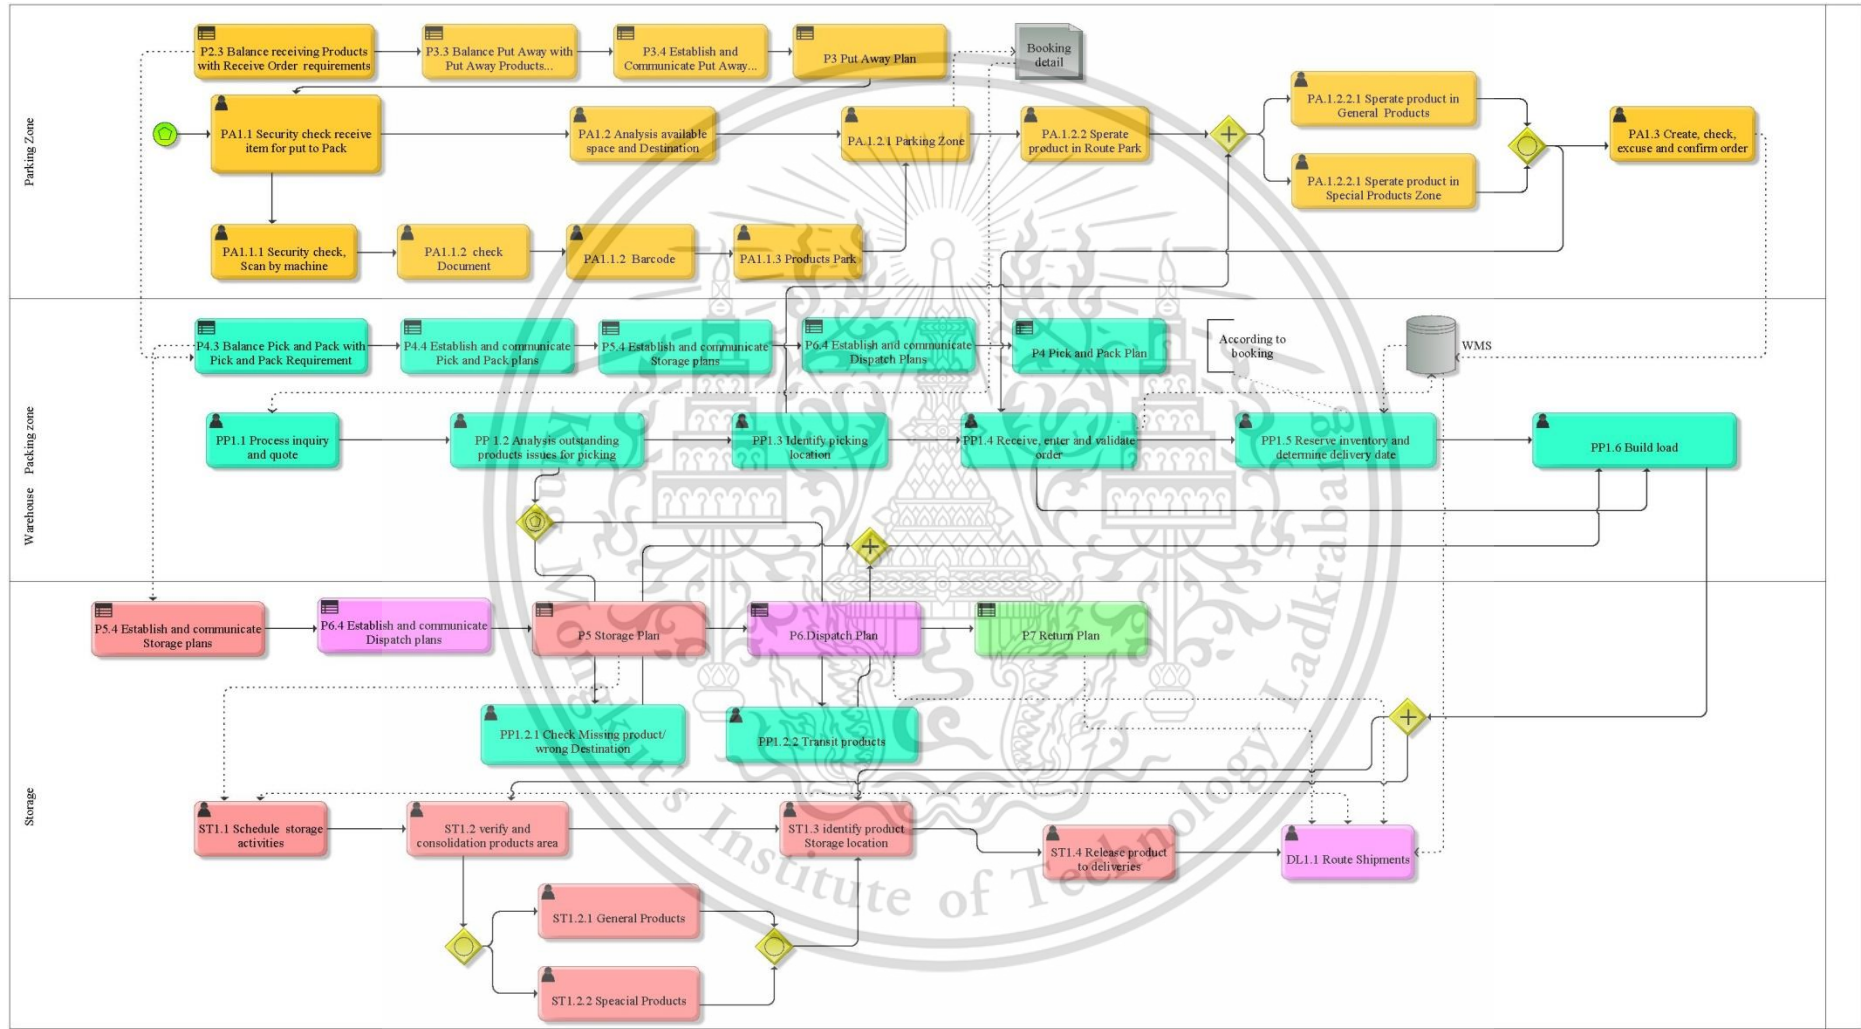 Parking Zone
P2.3 Balance receiving Products
with Receive Order requirements
P3.3 Balance Put Away with
Put Away Products...
P3.4 Establish and
Communicate Put Away...
P3 Put Away Plan
Booking
detail
PA1.1 Security check receive
item for put to Pack
PA1.2 Analysis available
space and Destination
PA.1.2.1 Parking Zone
PA.1.2.2 Sperate
product in Route Park
PA.1.2.2.1 Sperate product in
General Products
PA.1.2.2.1 Sperate product in
Special Products Zone
PA1.3 Create, check,
excuse and confirm order
PA1.1.1 Security check,
Scan by machine
PA1.1.2 check
Document
PA1.1.2 Barcode
PA1.1.3 Products Park
Warehouse Packing zone
P4.3 Balance Pick and Pack with
Pick and Pack Requirement
P4.4 Establish and communicate
Pick and Pack plans
P5.4 Establish and communicate
Storage plans
P6.4 Establish and communicate
Dispatch Plans
P4 Pick and Pack Plan
According to
booking
WMS
PP1.1 Process inquiry
and quote
PP 1.2 Analysis outstanding
products issues for picking
PP1.3 Identify picking
location
PP1.4 Receive, enter and validate
order
PP1.5 Reserve inventory and
determine delivery date
PP1.6 Build load
Storage
P5.4 Establish and communicate
Storage plans
P6.4 Establish and communicate
Dispatch plans
P5 Storage Plan
P6.Dispatch Plan
P7 Return Plan
PP1.2.1 Check Missing product/
wrong Destination
PP1.2.2 Transit products
ST1.1 Schedule storage
activities
ST1.2 verify and
consolidation products area
ST1.3 identify product
Storage location
ST1.4 Release product
to deliveries
DL1.1 Route Shipments
ST1.2.1 General Products
ST1.2.2 Speacial Products
King Mongkut's Institute of Technology Ladkrabang